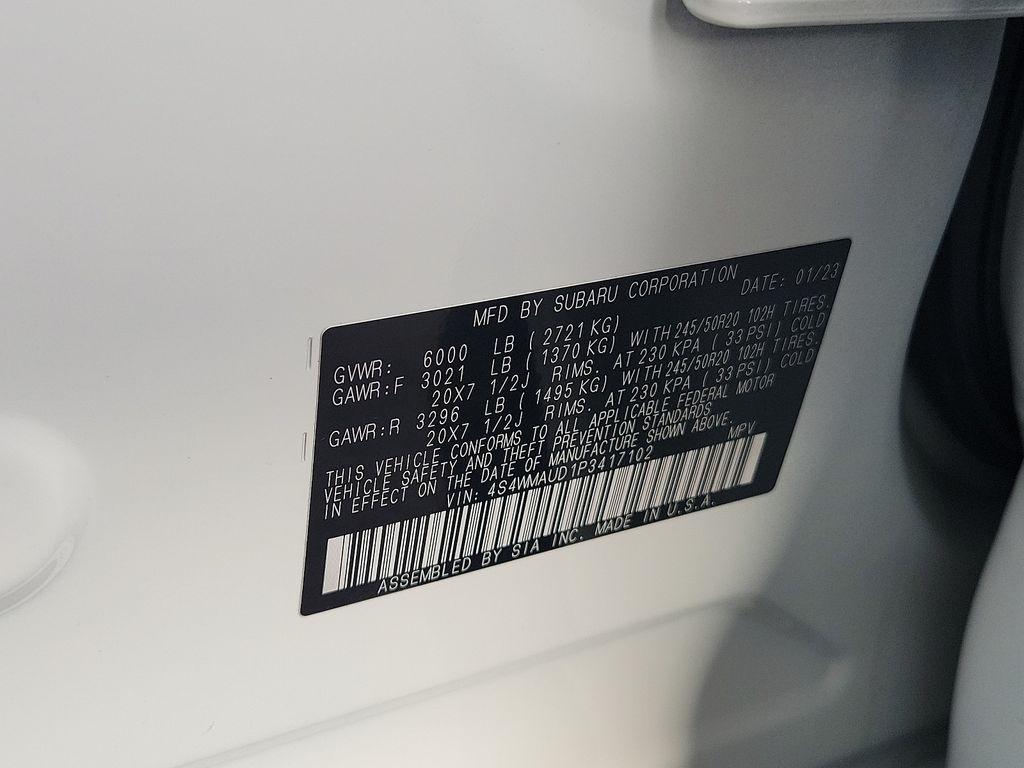 MFD BY SUBARU CORPORATION DATE: 01/23
GVWR: 6000 LB ( 2721 KG)
GAWR:F 3021 LB ( 1370 KG) WITH 245/50R20 102H TIRES.
20X7 1/2J RIMS. AT 230 KPA ( 33 PSI) COLD
GAWR:R 3296 LB ( 1495 KG) WITH 245/50R20 102H TIRES.
20X7 1/2J RIMS. AT 230 KPA ( 33 PSI) COLD
THIS VEHICLE CONFORMS TO ALL APPLICABLE FEDERAL MOTOR
VEHICLE SAFETY AND THEFT PREVENTION STANDARDS
IN EFFECT ON THE DATE OF MANUFACTURE SHOWN ABOVE.
VIN: 4S4WMAUD1P3417102 MPV
ASSEMBLED BY SIA INC. MADE IN U.S.A.